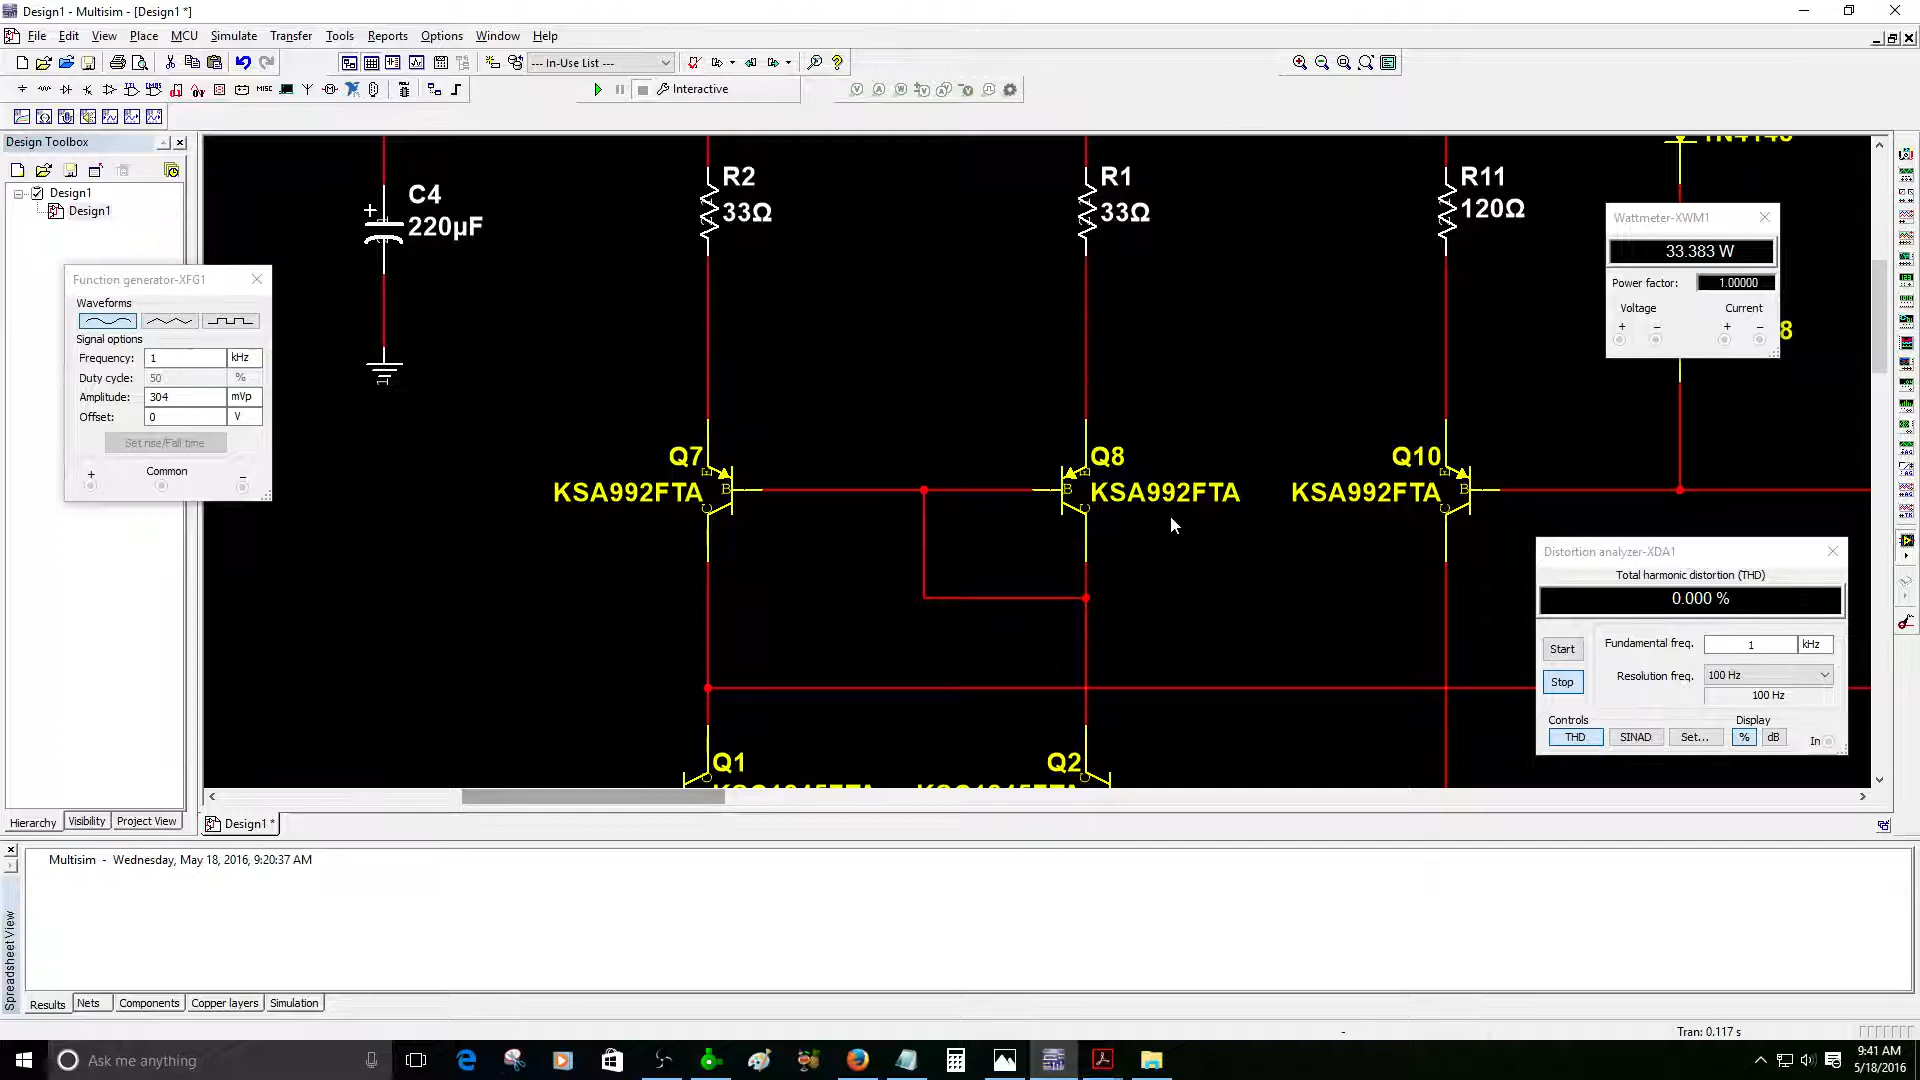 Design1 - Multisim - [Design1 *]
File Edit View Place MCU Simulate Transfer Tools Reports Options Window Help
--- In-Use List ---
Interactive
Design Toolbox
Design1
Design1
C4
220µF
R2
33Ω
R1
33Ω
R11
120Ω
Wattmeter-XWM1
33.383 W
Power factor: 1.00000
Voltage Current
+ − + −
8
Function generator-XFG1
Waveforms
Signal options
Frequency: 1 kHz
Duty cycle: 50 %
Amplitude: 304 mVp
Offset: 0 V
Set rise/Fall time
+ Common −
Q7
KSA992FTA
E
B
C
Q8
KSA992FTA
E
B
C
Q10
KSA992FTA
E
B
C
Distortion analyzer-XDA1
Total harmonic distortion (THD)
0.000 %
Start
Stop
Fundamental freq. 1 kHz
Resolution freq. 100 Hz
100 Hz
Controls Display
THD SINAD Set... % dB In
Q1
C
Q2
C
Hierarchy Visibility Project View
Design1 *
Multisim - Wednesday, May 18, 2016, 9:20:37 AM
Spreadsheet View
Results Nets Components Copper layers Simulation
-
Tran: 0.117 s
Ask me anything
9:41 AM
5/18/2016